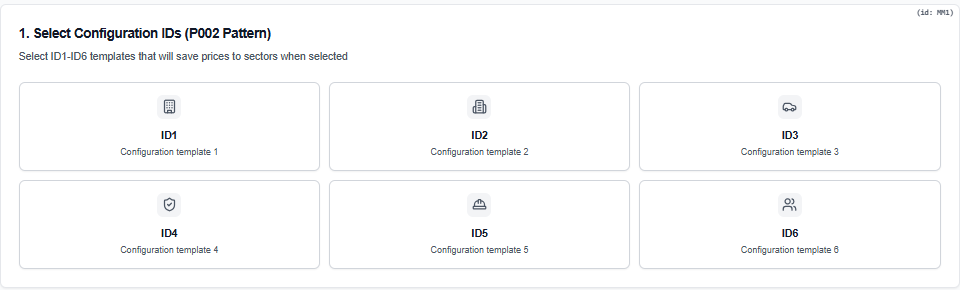 (id: MM1)
1. Select Configuration IDs (P002 Pattern)
Select ID1-ID6 templates that will save prices to sectors when selected
ID1
Configuration template 1
ID2
Configuration template 2
ID3
Configuration template 3
ID4
Configuration template 4
ID5
Configuration template 5
ID6
Configuration template 6